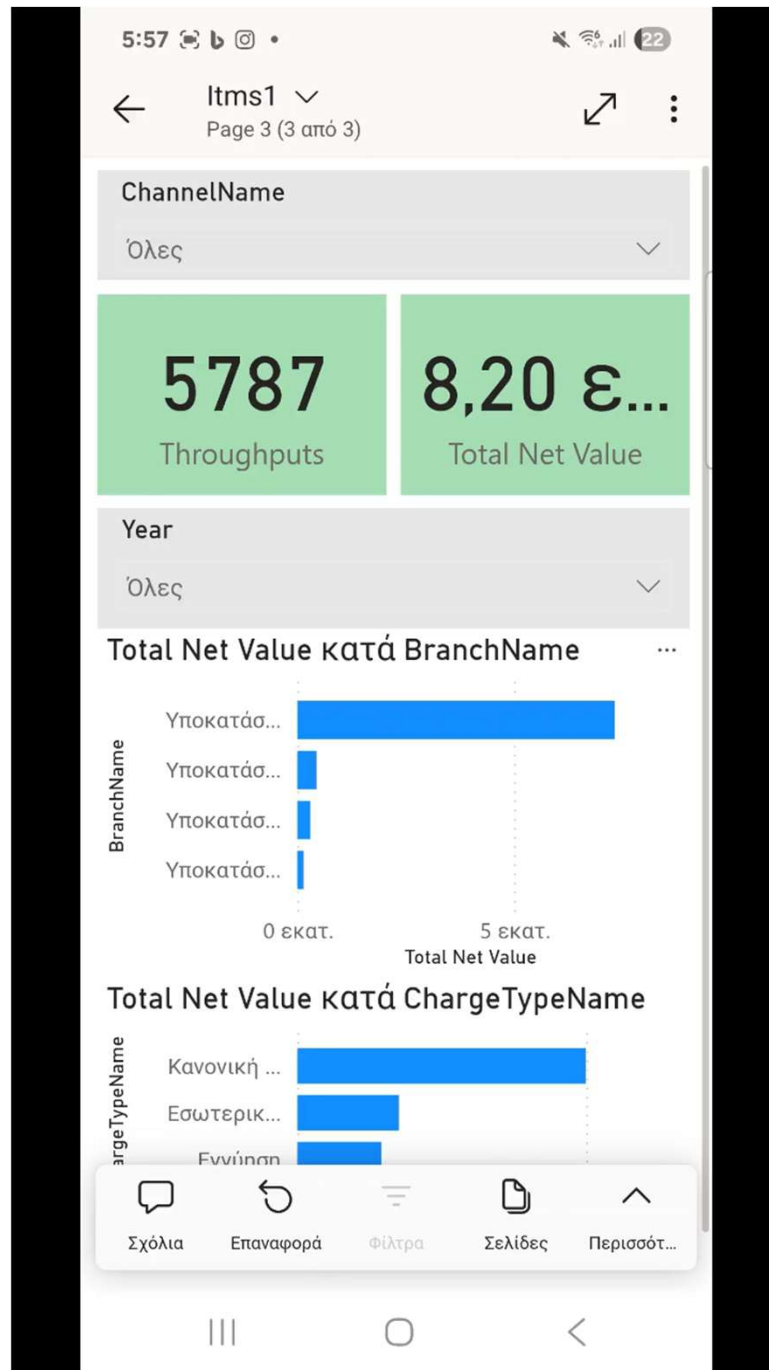 5:57
22
Itms1
Page 3 (3 από 3)
ChannelName
Όλες
5787
Throughputs
8,20 ε...
Total Net Value
Year
Όλες
Total Net Value κατά BranchName
BranchName
Υποκατάσ...
Υποκατάσ...
Υποκατάσ...
Υποκατάσ...
0 εκατ.
5 εκατ.
Total Net Value
Total Net Value κατά ChargeTypeName
Κανονική ...
Εσωτερικ...
Εγγύηση
Σχόλια
Επαναφορά
Φίλτρα
Σελίδες
Περισσότ...